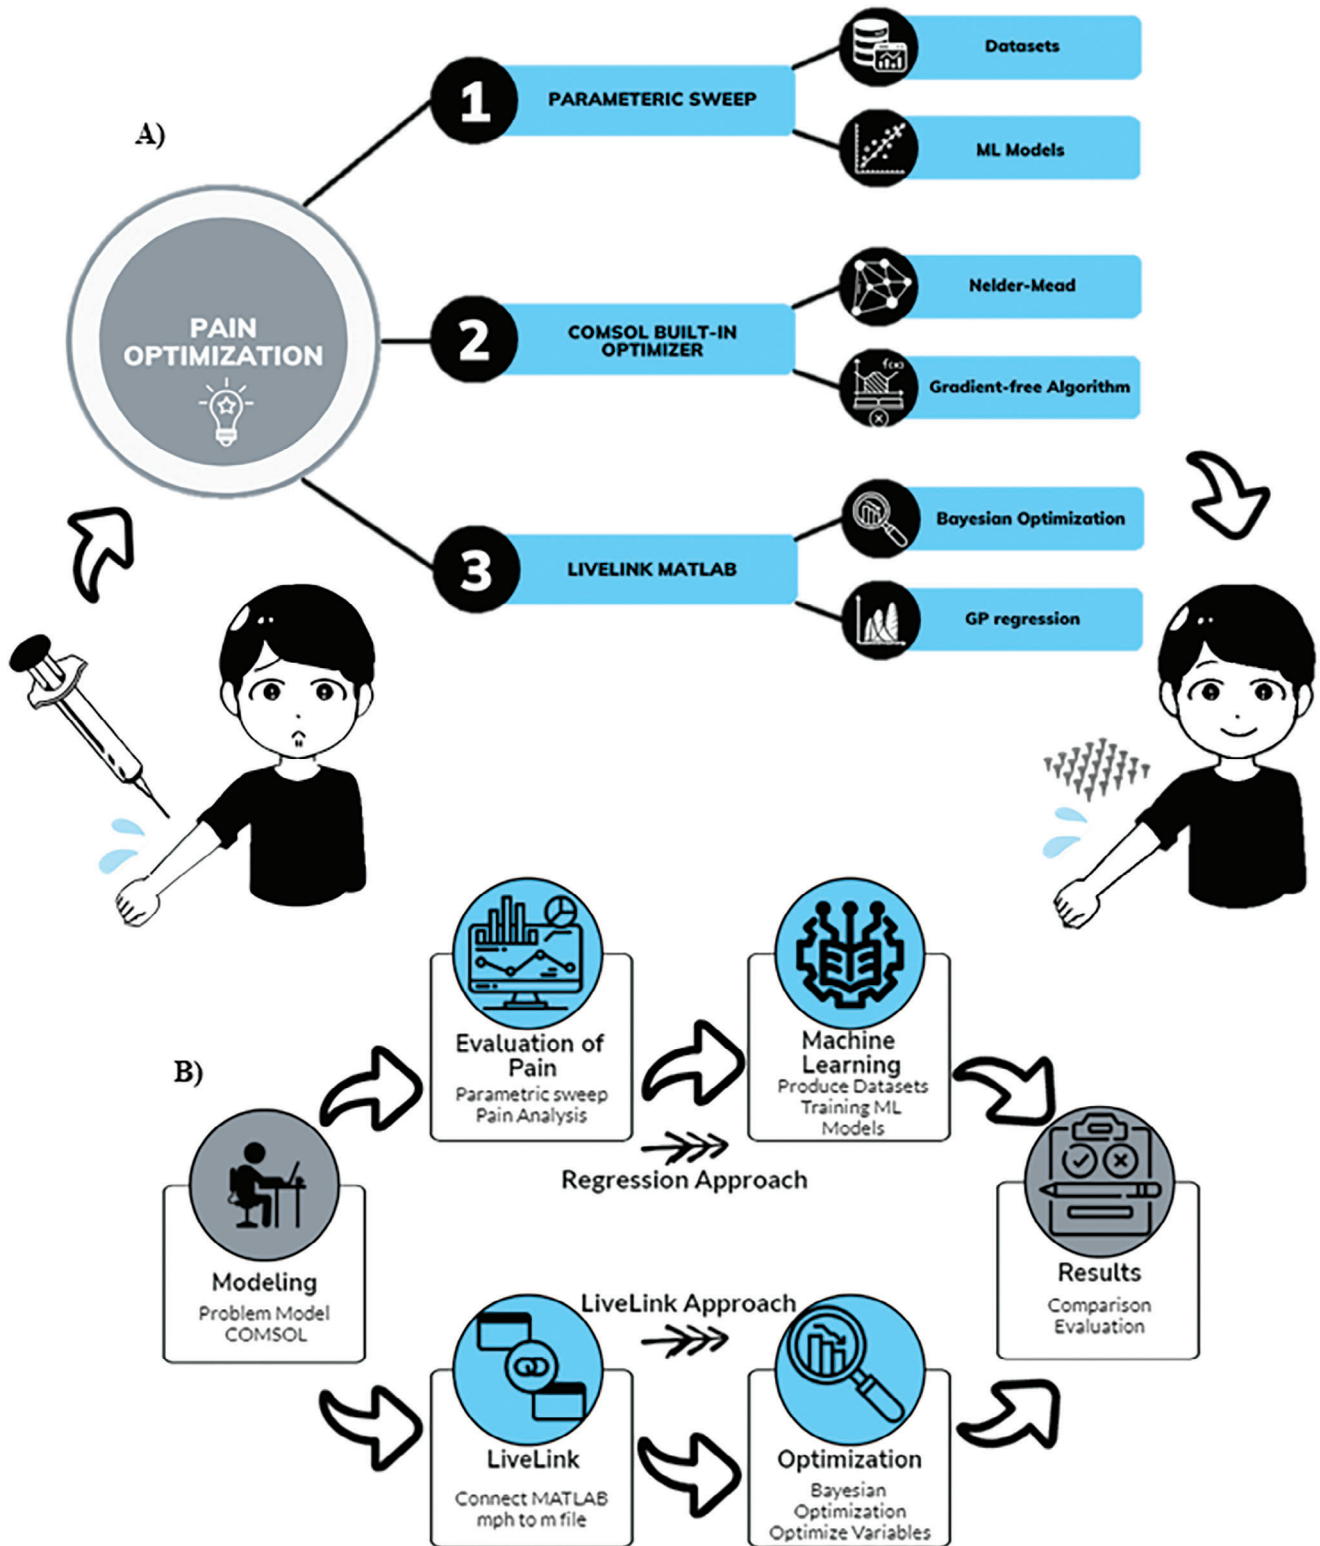 A)
PAIN
OPTIMIZATION
1
PARAMETERIC SWEEP
Datasets
ML Models
2
COMSOL BUILT-IN
OPTIMIZER
Nelder-Mead
f(x)
Gradient-free Algorithm
3
LIVELINK MATLAB
Bayesian Optimization
GP regression
B)
Modeling
Problem Model
COMSOL
Evaluation of
Pain
Parametric sweep
Pain Analysis
Machine
Learning
Produce Datasets
Training ML
Models
Regression Approach
LiveLink Approach
LiveLink
Connect MATLAB
mph to m file
Optimization
Bayesian
Optimization
Optimize Variables
Results
Comparison
Evaluation